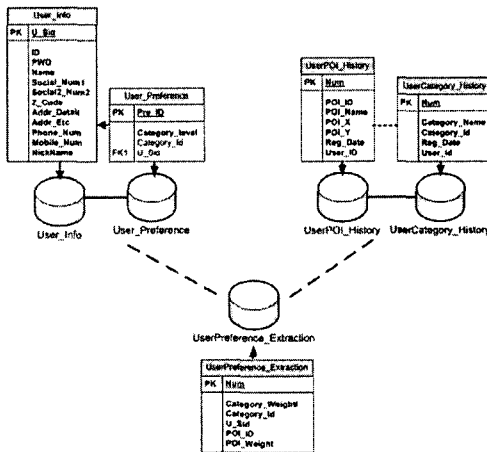 User_Info
PK U_Sid
ID
PWD
Name
Social_Num1
Social2_Num2
Z_Code
Addr_Detail
Addr_Etc
Phone_Num
Mobile_Num
NickName
User_Preference
PK Pre_ID
Category_level
Category_Id
FK1 U_Sid
UserPOI_History
PK Num
POI_ID
POI_Name
POI_X
POI_Y
Reg_Date
User_ID
UserCategory_History
PK Num
Category_Name
Category_Id
Reg_Date
User_Id
User_Info
User_Preference
UserPOI_History
UserCategory_History
UserPreference_Extraction
UserPreference_Extraction
PK Num
Category_Weight
Category_Id
U_Sid
POI_ID
POI_Weight